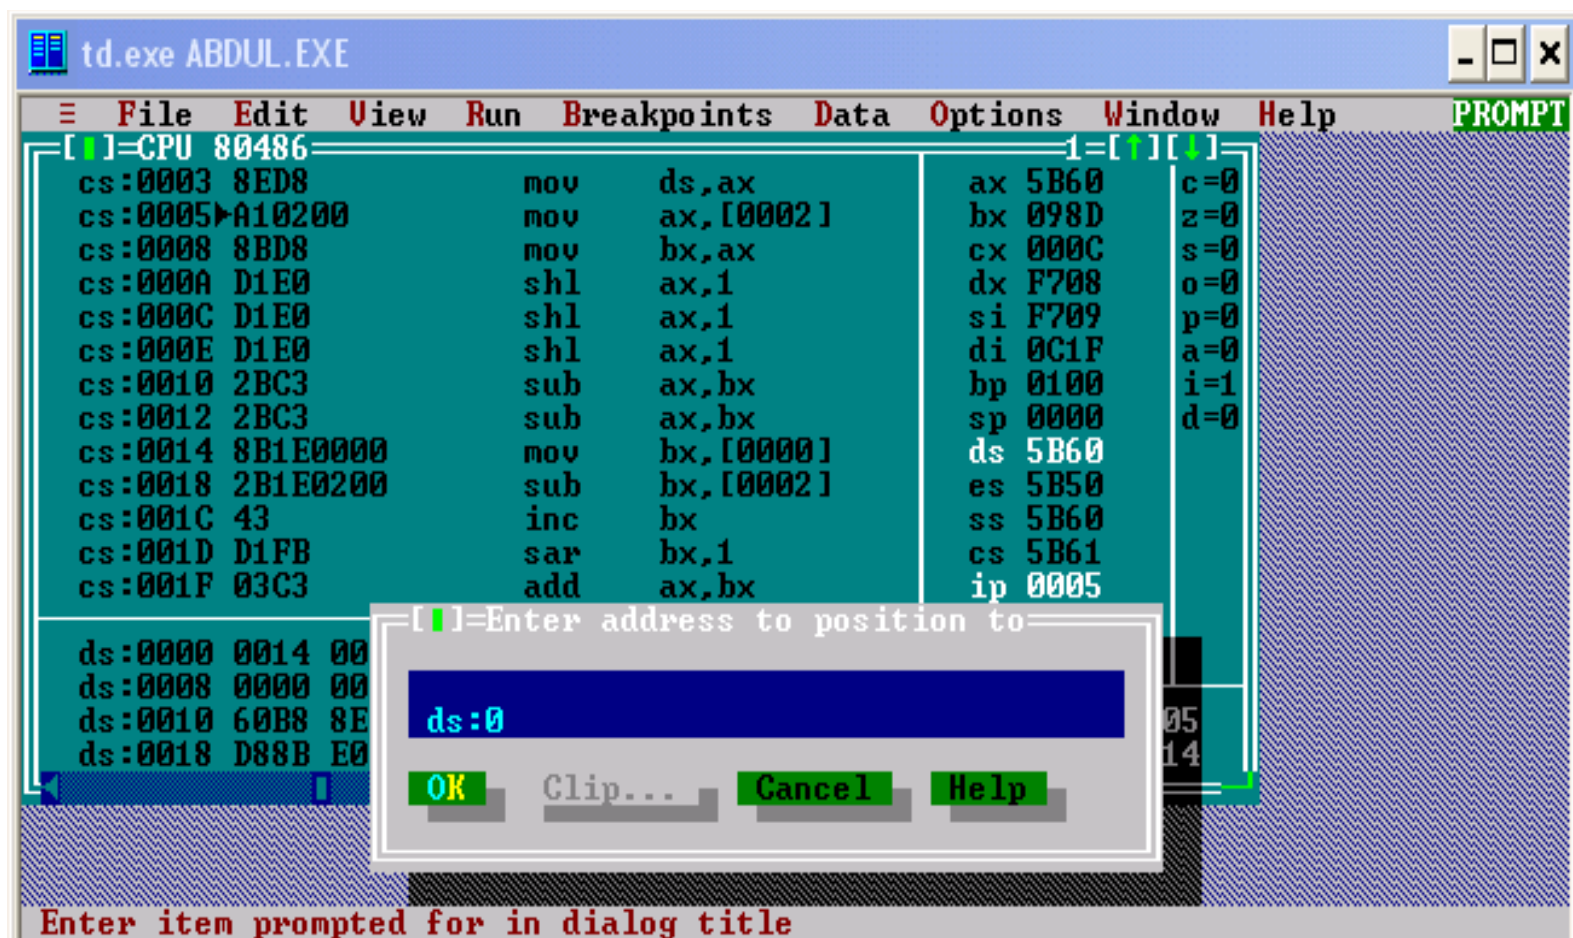 td.exe ABDUL.EXE
≡ File Edit View Run Breakpoints Data Options Window Help PROMPT
[▮]=CPU 80486 1=[↑][↓]
cs:0003 8ED8 mov ds,ax ax 5B60 c=0
cs:0005►A10200 mov ax,[0002] bx 098D z=0
cs:0008 8BD8 mov bx,ax cx 000C s=0
cs:000A D1E0 shl ax,1 dx F708 o=0
cs:000C D1E0 shl ax,1 si F709 p=0
cs:000E D1E0 shl ax,1 di 0C1F a=0
cs:0010 2BC3 sub ax,bx bp 0100 i=1
cs:0012 2BC3 sub ax,bx sp 0000 d=0
cs:0014 8B1E0000 mov bx,[0000] ds 5B60
cs:0018 2B1E0200 sub bx,[0002] es 5B50
cs:001C 43 inc bx ss 5B60
cs:001D D1FB sar bx,1 cs 5B61
cs:001F 03C3 add ax,bx ip 0005
[▮]=Enter address to position to
ds:0000 0014 00
ds:0008 0000 00
ds:0010 60B8 8E 05
ds:0018 D88B E0 14
ds:0
OK Clip... Cancel Help
Enter item prompted for in dialog title